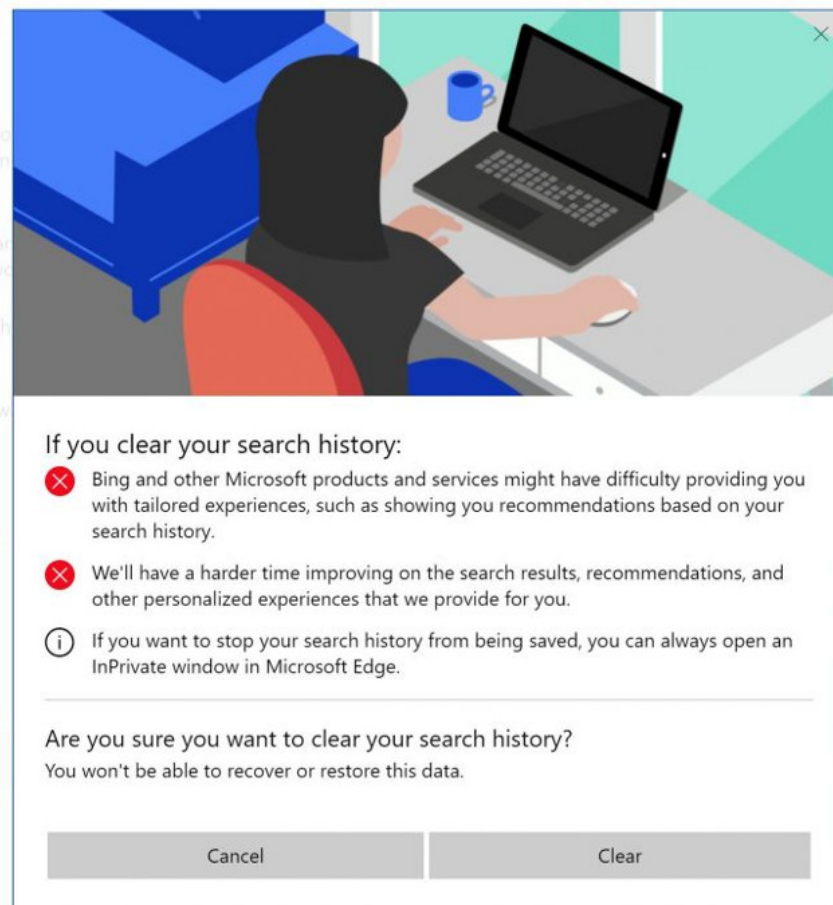 If you clear your search history:
Bing and other Microsoft products and services might have difficulty providing you
with tailored experiences, such as showing you recommendations based on your
search history.
We'll have a harder time improving on the search results, recommendations, and
other personalized experiences that we provide for you.
If you want to stop your search history from being saved, you can always open an
InPrivate window in Microsoft Edge.
Are you sure you want to clear your search history?
You won't be able to recover or restore this data.
Cancel
Clear